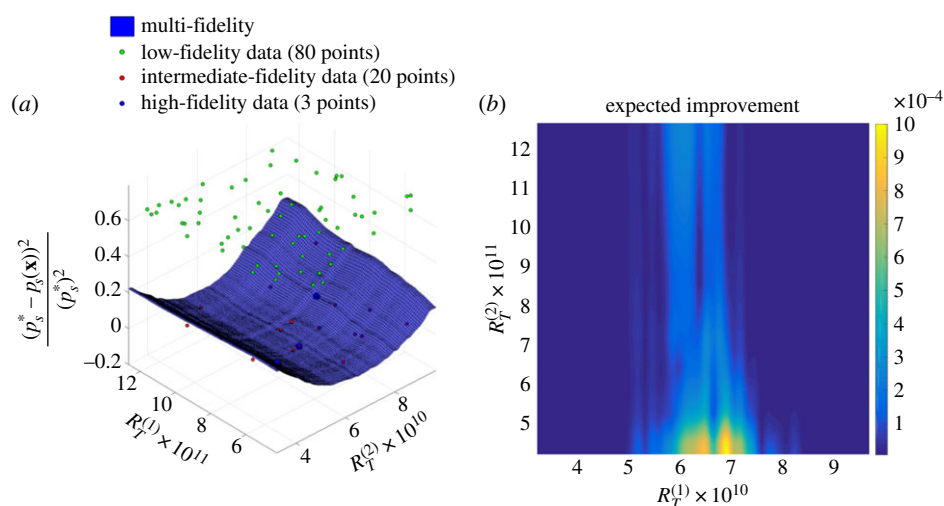 multi-fidelity
low-fidelity data (80 points)
intermediate-fidelity data (20 points)
high-fidelity data (3 points)
(a)
(p_s^* – p_s(x))^2
(p_s^*)^2
0.6
0.4
0.2
0
–0.2
12
10
8
6
R_T^(1) × 10^11
4
6
8
R_T^(2) × 10^10
(b)
expected improvement
×10^–4
12
11
10
9
8
7
6
5
R_T^(2) × 10^11
4 5 6 7 8 9
R_T^(1) × 10^10
10
9
8
7
6
5
4
3
2
1